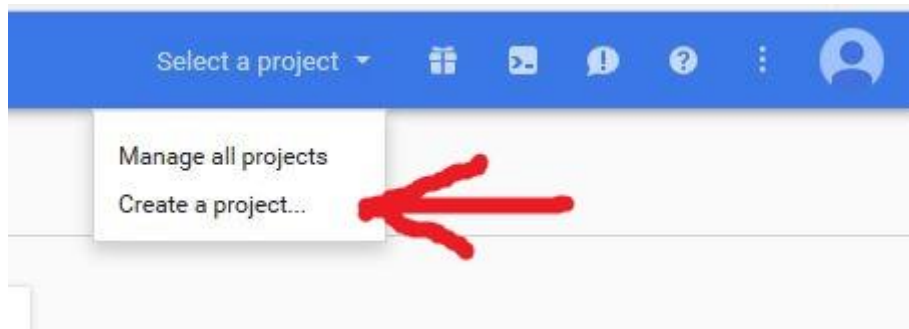 Select a project
Manage all projects
Create a project...